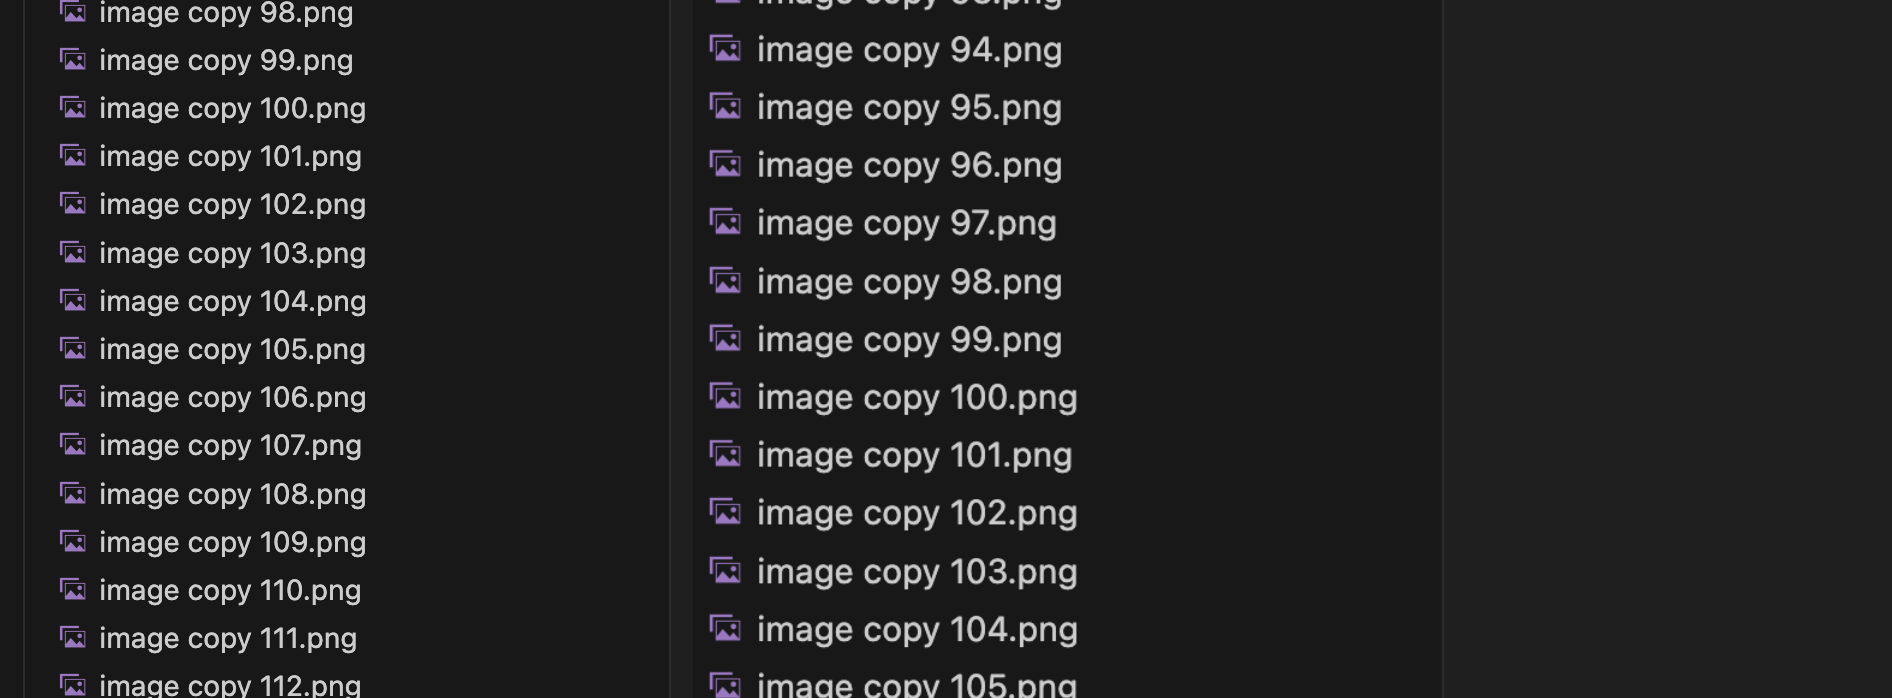 image copy 98.png
image copy 99.png
image copy 100.png
image copy 101.png
image copy 102.png
image copy 103.png
image copy 104.png
image copy 105.png
image copy 106.png
image copy 107.png
image copy 108.png
image copy 109.png
image copy 110.png
image copy 111.png
image copy 112.png
image copy 94.png
image copy 95.png
image copy 96.png
image copy 97.png
image copy 98.png
image copy 99.png
image copy 100.png
image copy 101.png
image copy 102.png
image copy 103.png
image copy 104.png
image copy 105.png